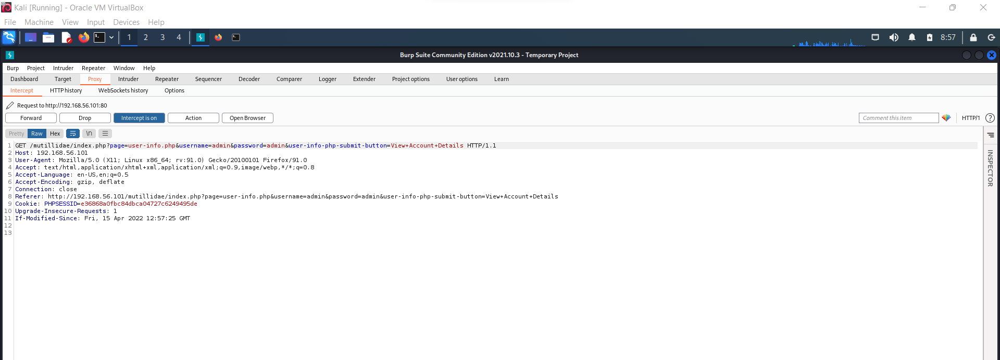 Kali [Running] - Oracle VM VirtualBox
File Machine View Input Devices Help
1 2 3 4 8:57
Burp Suite Community Edition v2021.10.3 - Temporary Project
Burp Project Intruder Repeater Window Help
Dashboard Target Proxy Intruder Repeater Sequencer Decoder Comparer Logger Extender Project options User options Learn
Intercept HTTP history WebSockets history Options
Request to http://192.168.56.101:80
Forward Drop Intercept is on Action Open Browser Comment this item HTTP/1 ?
Pretty Raw Hex \n
1 GET /mutillidae/index.php?page=user-info.php&username=admin&password=admin&user-info-php-submit-button=View+Account+Details HTTP/1.1
2 Host: 192.168.56.101
3 User-Agent: Mozilla/5.0 (X11; Linux x86_64; rv:91.0) Gecko/20100101 Firefox/91.0
4 Accept: text/html,application/xhtml+xml,application/xml;q=0.9,image/webp,*/*;q=0.8
5 Accept-Language: en-US,en;q=0.5
6 Accept-Encoding: gzip, deflate
7 Connection: close
8 Referer: http://192.168.56.101/mutillidae/index.php?page=user-info.php&username=admin&password=admin&user-info-php-submit-button=View+Account+Details
9 Cookie: PHPSESSID=e36868a0fbc84dbca04727c6249495de
10 Upgrade-Insecure-Requests: 1
11 If-Modified-Since: Fri, 15 Apr 2022 12:57:25 GMT
12
13
INSPECTOR